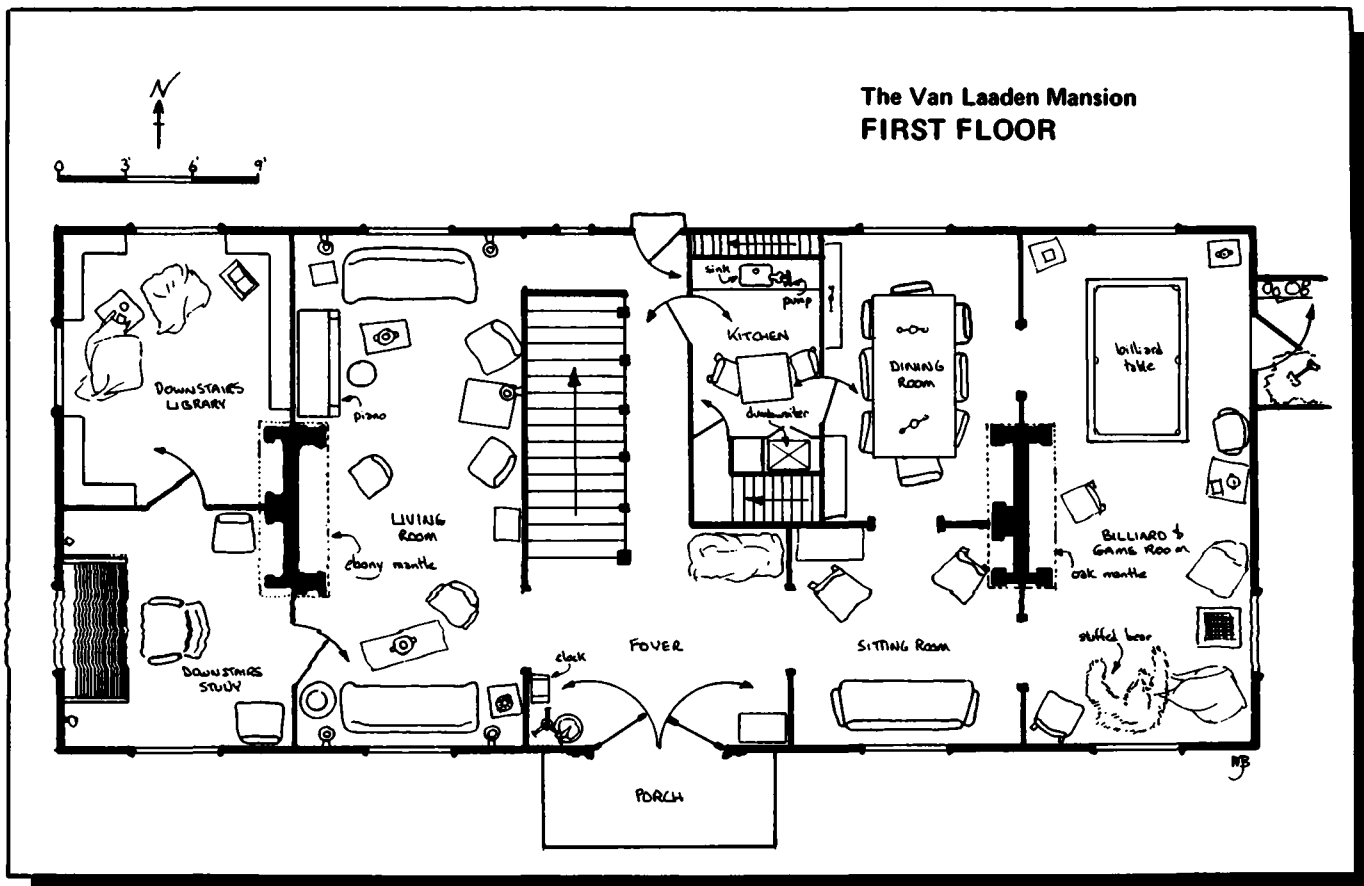 The Van Laaden Mansion
FIRST FLOOR
N
0 3' 6' 9'
sink
pump
KITCHEN
dumbwaiter
DINING
ROOM
billiard
table
DOWNSTAIRS
LIBRARY
piano
LIVING
ROOM
ebony mantle
BILLIARD &
GAME ROOM
oak mantle
FOYER
SITTING ROOM
stuffed bear
clock
DOWNSTAIRS
STUDY
PORCH
MB